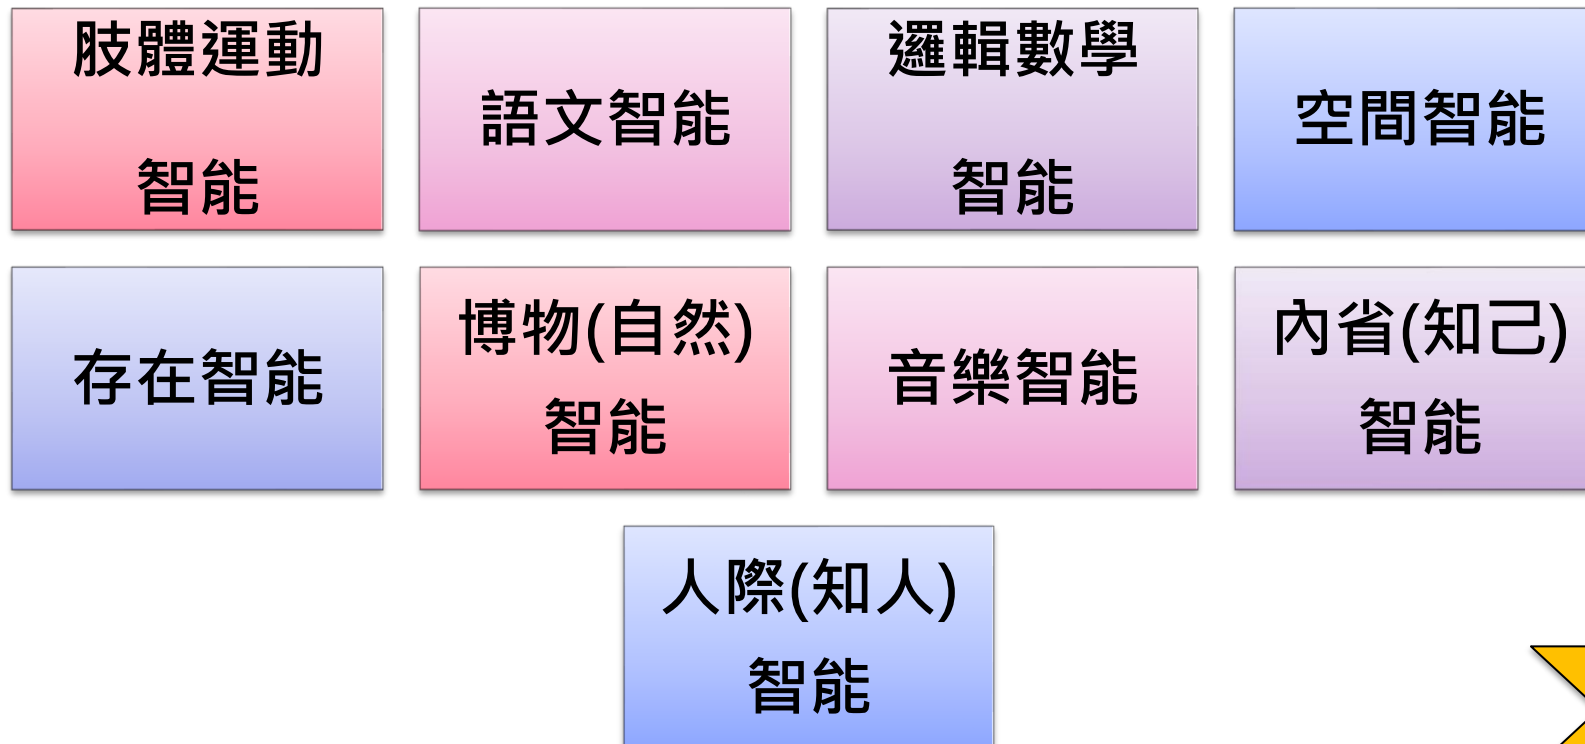 肢體運動
智能
語文智能
邏輯數學
智能
空間智能
存在智能
博物(自然)
智能
音樂智能
內省(知己)
智能
人際(知人)
智能